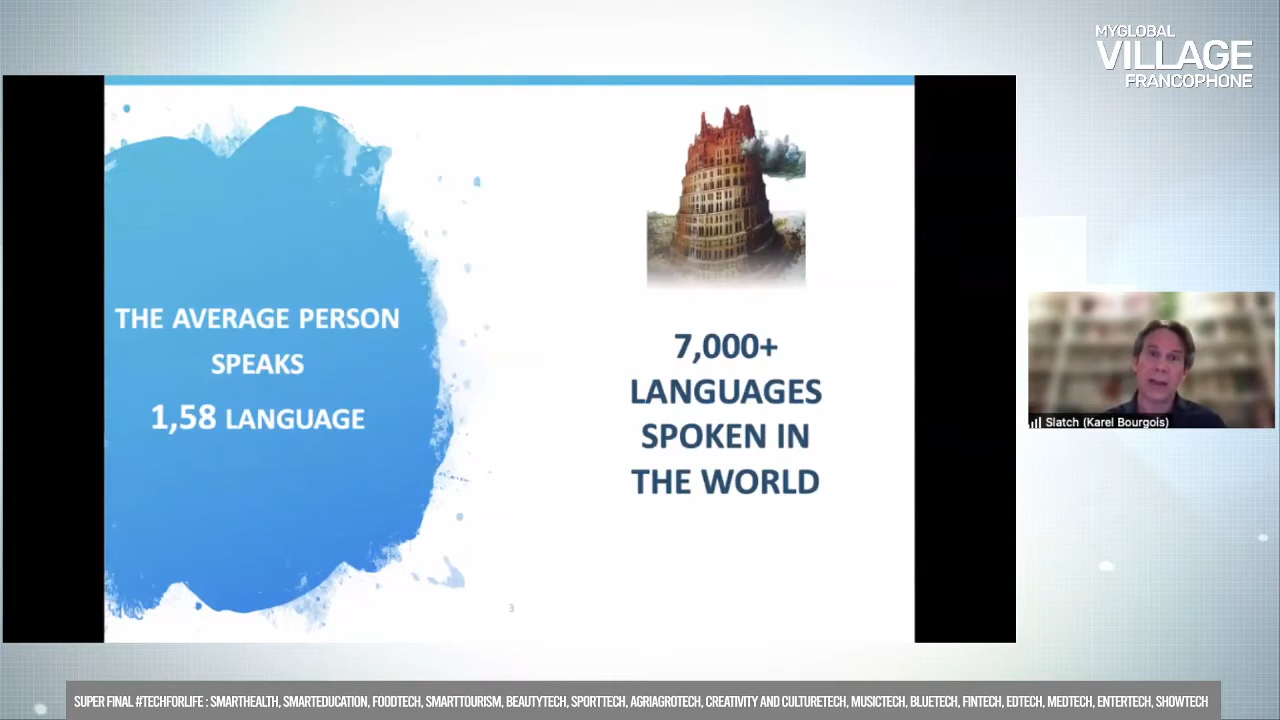 MYGLOBAL
VILLAGE
FRANCOPHONE
THE AVERAGE PERSON
SPEAKS
1,58 LANGUAGE
7,000+
LANGUAGES
SPOKEN IN
THE WORLD
3
Slatch (Karel Bourgois)
SUPER FINAL #TECHFORLIFE : SMARTHEALTH, SMARTEDUCATION, FOODTECH, SMARTTOURISM, BEAUTYTECH, SPORTTECH, AGRIAGROTECH, CREATIVITY AND CULTURETECH, MUSICTECH, BLUETECH, FINTECH, EDTECH, MEDTECH, ENTERTECH, SHOWTECH